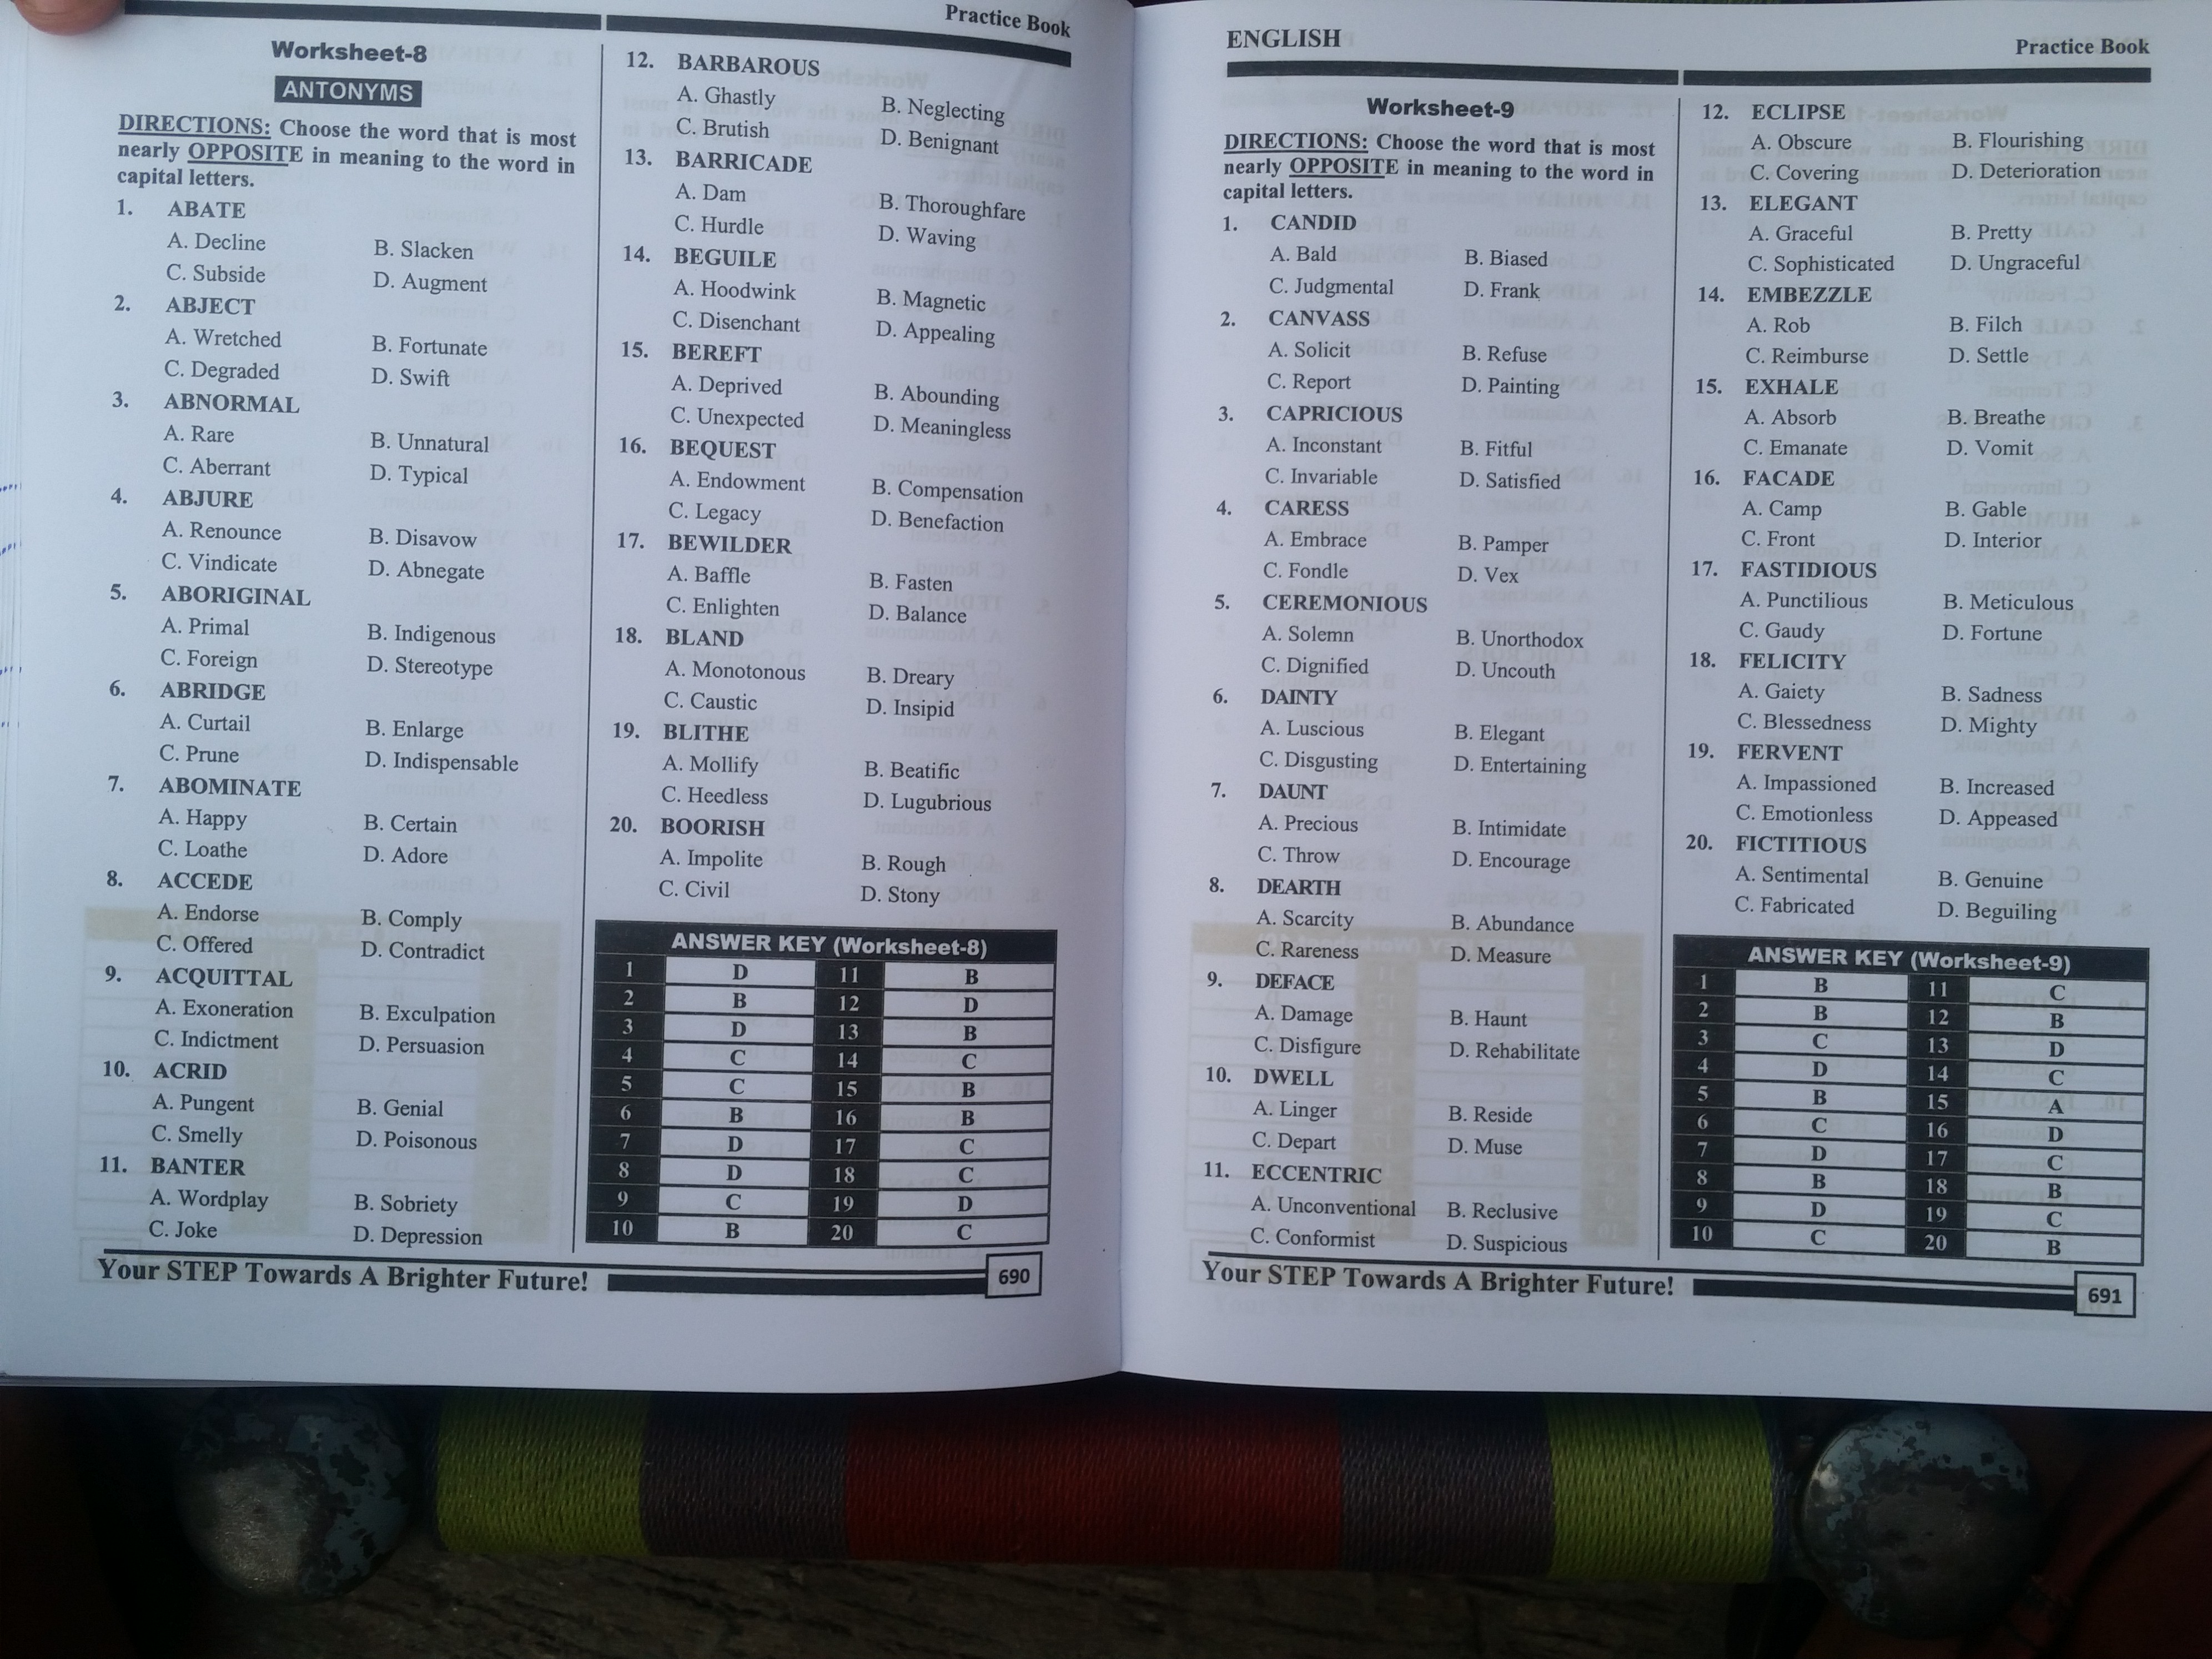 Practice Book
Worksheet-8
ANTONYMS
DIRECTIONS: Choose the word that is most
nearly OPPOSITE in meaning to the word in
capital letters.
1. ABATE
A. Decline B. Slacken
C. Subside D. Augment
2. ABJECT
A. Wretched B. Fortunate
C. Degraded D. Swift
3. ABNORMAL
A. Rare B. Unnatural
C. Aberrant D. Typical
4. ABJURE
A. Renounce B. Disavow
C. Vindicate D. Abnegate
5. ABORIGINAL
A. Primal B. Indigenous
C. Foreign D. Stereotype
6. ABRIDGE
A. Curtail B. Enlarge
C. Prune D. Indispensable
7. ABOMINATE
A. Happy B. Certain
C. Loathe D. Adore
8. ACCEDE
A. Endorse B. Comply
C. Offered D. Contradict
9. ACQUITTAL
A. Exoneration B. Exculpation
C. Indictment D. Persuasion
10. ACRID
A. Pungent B. Genial
C. Smelly D. Poisonous
11. BANTER
A. Wordplay B. Sobriety
C. Joke D. Depression
12. BARBAROUS
A. Ghastly B. Neglecting
C. Brutish D. Benignant
13. BARRICADE
A. Dam B. Thoroughfare
C. Hurdle D. Waving
14. BEGUILE
A. Hoodwink B. Magnetic
C. Disenchant D. Appealing
15. BEREFT
A. Deprived B. Abounding
C. Unexpected D. Meaningless
16. BEQUEST
A. Endowment B. Compensation
C. Legacy D. Benefaction
17. BEWILDER
A. Baffle B. Fasten
C. Enlighten D. Balance
18. BLAND
A. Monotonous B. Dreary
C. Caustic D. Insipid
19. BLITHE
A. Mollify B. Beatific
C. Heedless D. Lugubrious
20. BOORISH
A. Impolite B. Rough
C. Civil D. Stony
ANSWER KEY (Worksheet-8)
1 D 11 B
2 B 12 D
3 D 13 B
4 C 14 C
5 C 15 B
6 B 16 B
7 D 17 C
8 D 18 C
9 C 19 D
10 B 20 C
Your STEP Towards A Brighter Future! 690
ENGLISH Practice Book
Worksheet-9
DIRECTIONS: Choose the word that is most
nearly OPPOSITE in meaning to the word in
capital letters.
1. CANDID
A. Bald B. Biased
C. Judgmental D. Frank
2. CANVASS
A. Solicit B. Refuse
C. Report D. Painting
3. CAPRICIOUS
A. Inconstant B. Fitful
C. Invariable D. Satisfied
4. CARESS
A. Embrace B. Pamper
C. Fondle D. Vex
5. CEREMONIOUS
A. Solemn B. Unorthodox
C. Dignified D. Uncouth
6. DAINTY
A. Luscious B. Elegant
C. Disgusting D. Entertaining
7. DAUNT
A. Precious B. Intimidate
C. Throw D. Encourage
8. DEARTH
A. Scarcity B. Abundance
C. Rareness D. Measure
9. DEFACE
A. Damage B. Haunt
C. Disfigure D. Rehabilitate
10. DWELL
A. Linger B. Reside
C. Depart D. Muse
11. ECCENTRIC
A. Unconventional B. Reclusive
C. Conformist D. Suspicious
12. ECLIPSE
A. Obscure B. Flourishing
C. Covering D. Deterioration
13. ELEGANT
A. Graceful B. Pretty
C. Sophisticated D. Ungraceful
14. EMBEZZLE
A. Rob B. Filch
C. Reimburse D. Settle
15. EXHALE
A. Absorb B. Breathe
C. Emanate D. Vomit
16. FACADE
A. Camp B. Gable
C. Front D. Interior
17. FASTIDIOUS
A. Punctilious B. Meticulous
C. Gaudy D. Fortune
18. FELICITY
A. Gaiety B. Sadness
C. Blessedness D. Mighty
19. FERVENT
A. Impassioned B. Increased
C. Emotionless D. Appeased
20. FICTITIOUS
A. Sentimental B. Genuine
C. Fabricated D. Beguiling
ANSWER KEY (Worksheet-9)
1 B 11 C
2 B 12 B
3 C 13 D
4 D 14 C
5 B 15 A
6 C 16 D
7 D 17 C
8 B 18 B
9 D 19 C
10 C 20 B
Your STEP Towards A Brighter Future! 691